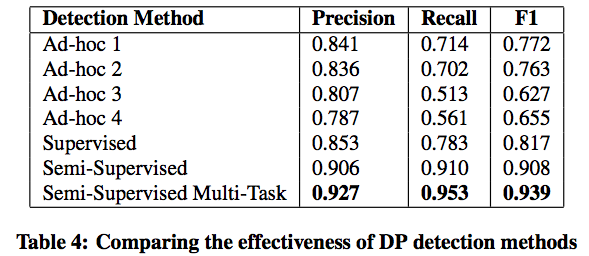 Detection Method Precision Recall F1
Ad-hoc 1 0.841 0.714 0.772
Ad-hoc 2 0.836 0.702 0.763
Ad-hoc 3 0.807 0.513 0.627
Ad-hoc 4 0.787 0.561 0.655
Supervised 0.853 0.783 0.817
Semi-Supervised 0.906 0.910 0.908
Semi-Supervised Multi-Task 0.927 0.953 0.939
Table 4: Comparing the effectiveness of DP detection methods